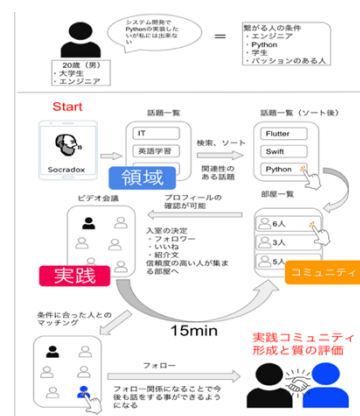 システム開発で
Pythonの実装した
いが私には出来な
い
20歳（男）
・大学生
・エンジニア
=
繋がる人の条件
・エンジニア
・Python
・学生
・パッションのある人
Start
話題一覧
話題一覧（ソート後）
Socradox
IT
英語学習
領域
検索、ソート
関連性の
ある話題
Flutter
Swift
Python
ビデオ会議
プロフィールの
確認が可能
部屋一覧
入室の決定
・フォロワー
・いいね
・紹介文
信頼度の高い人が集ま
る部屋へ
6人
3人
5人
コミュニティ
実践
条件に合った人との
マッチング
15min
実践コミュニティ
形成と質の評価
フォロー
フォロー関係になることで今
後も話をする事ができるよう
になる